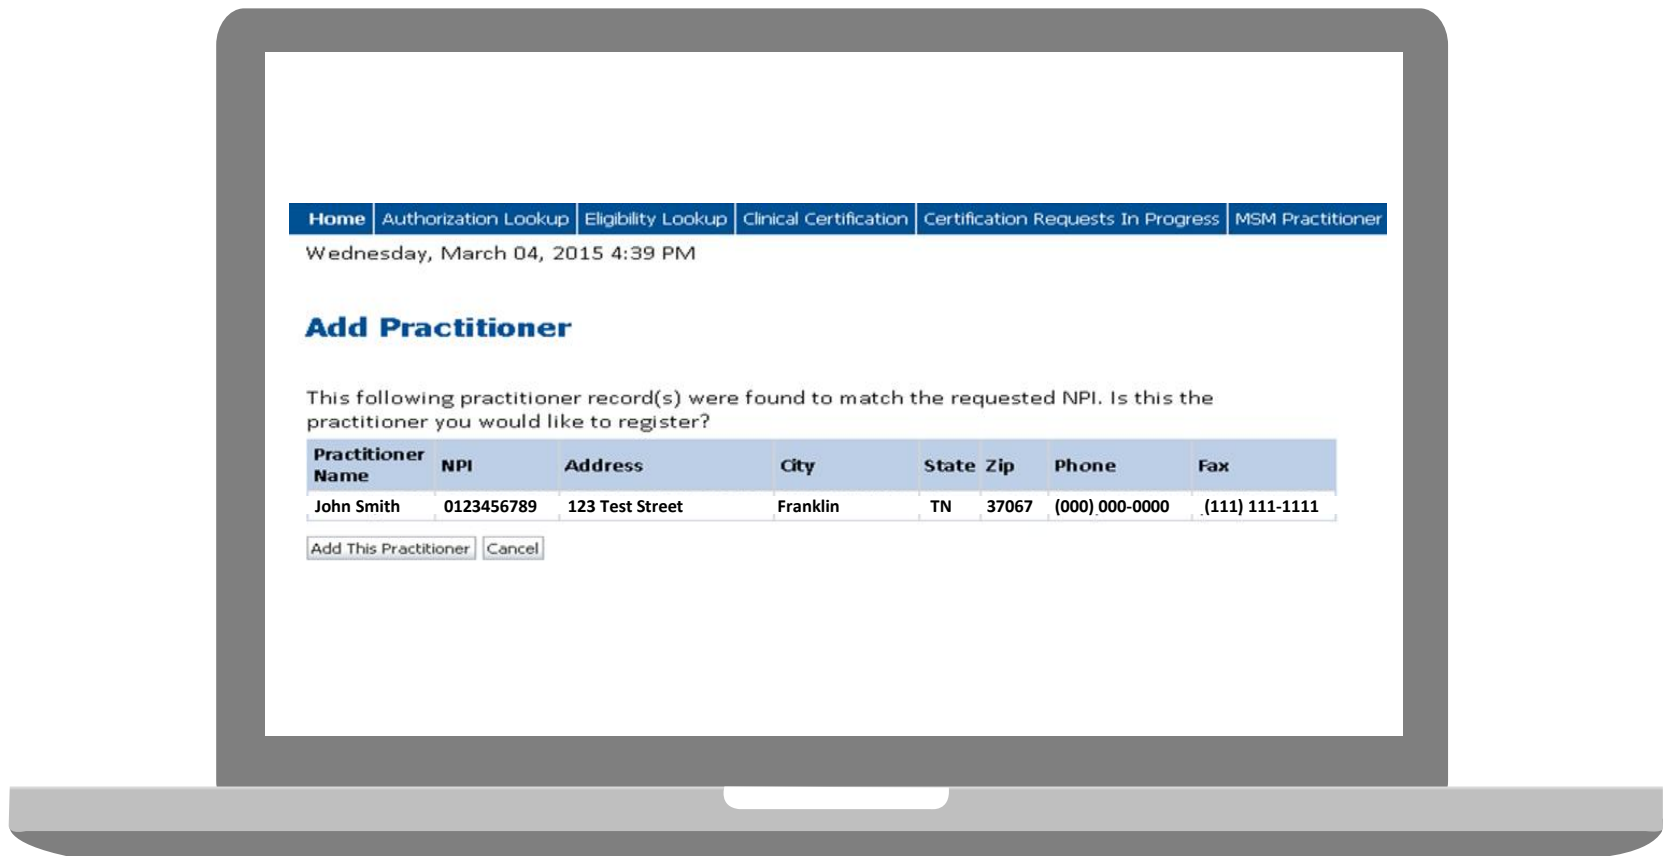 Home Authorization Lookup Eligibility Lookup Clinical Certification Certification Requests In Progress MSM Practitioner
Wednesday, March 04, 2015 4:39 PM
Add Practitioner
This following practitioner record(s) were found to match the requested NPI. Is this the
practitioner you would like to register?
Practitioner Name NPI Address City State Zip Phone Fax
John Smith 0123456789 123 Test Street Franklin TN 37067 (000) 000-0000 (111) 111-1111
Add This Practitioner Cancel